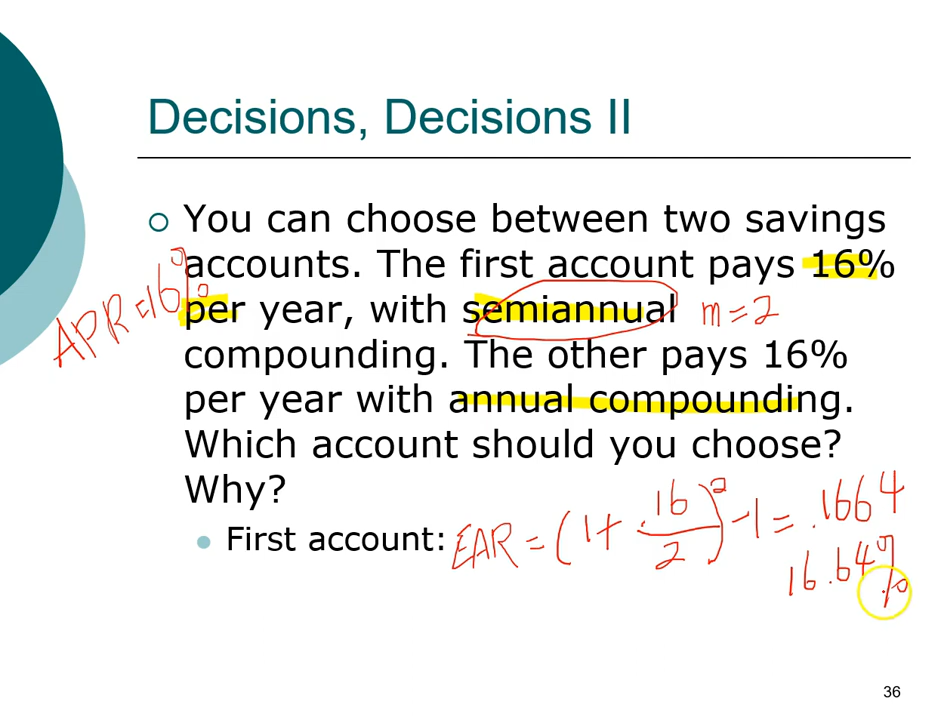 Decisions, Decisions II
You can choose between two savings
accounts. The first account pays 16%
per year, with semiannual m=2
APR=16%
compounding. The other pays 16%
per year with annual compounding.
Which account should you choose?
Why?
First account: EAR = (1 + .16/2)^2 - 1 = .1664
16.64%
36